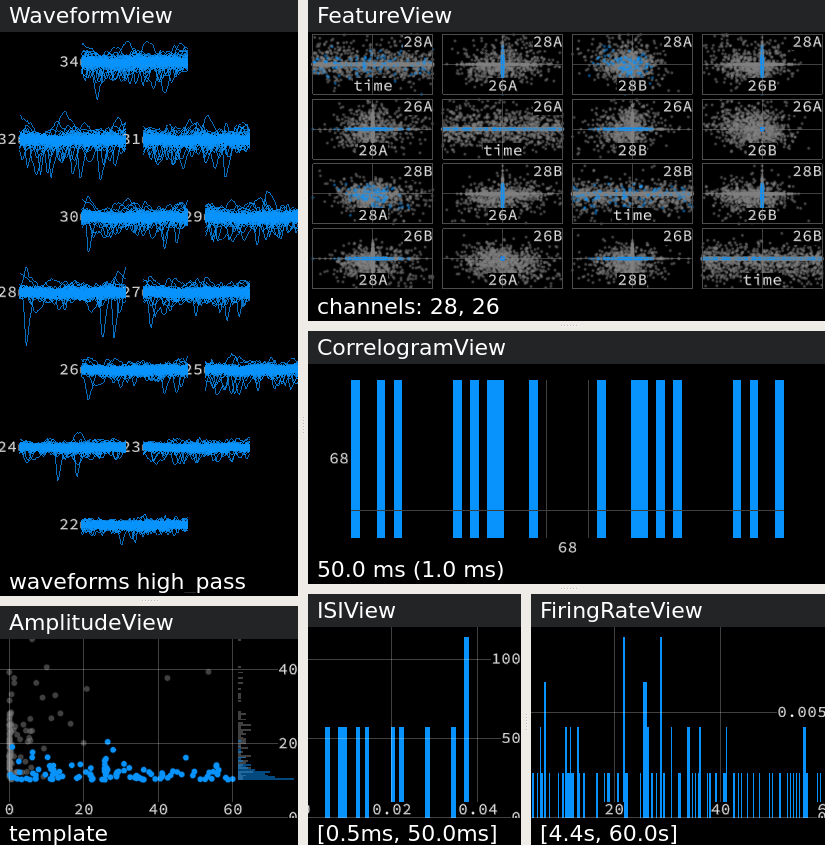 WaveformView
34
32 31
30 29
28 27
26 25
24 23
22
waveforms high_pass
FeatureView
28A 28A 28B 28A
time 26A 28B 26B
26A 26A 26A 26A
28A time 28B 26B
28B 28B 28B 28B
28A 26A time 26B
26B 26B 26B 26B
28A 26A 28B time
channels: 28, 26
CorrelogramView
68
68
50.0 ms (1.0 ms)
AmplitudeView
40
20
0
0 20 40 60
template
ISIView
100
50
0
0 0.02 0.04
[0.5ms, 50.0ms]
FiringRateView
0.005
0
20 40
[4.4s, 60.0s]